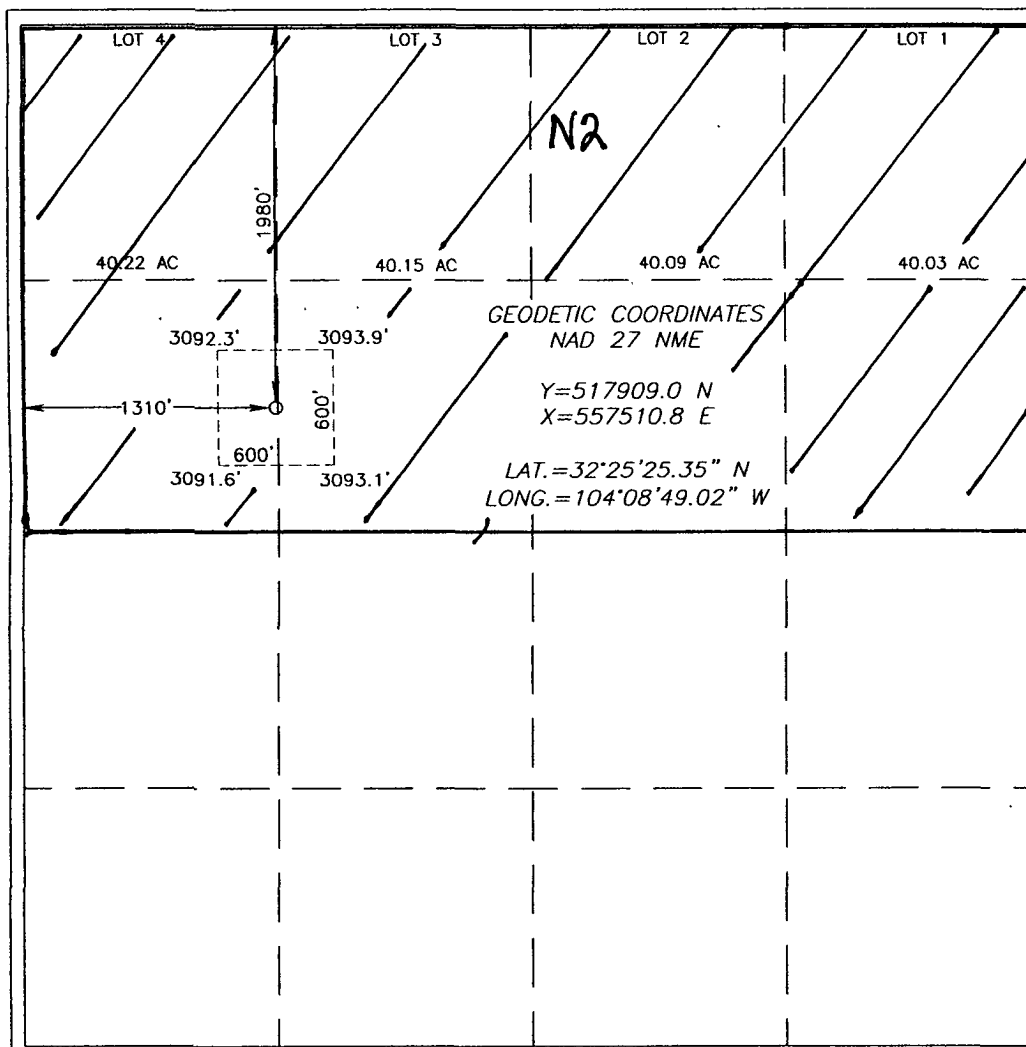 LOT 4
LOT 3
LOT 2
LOT 1
N2
1980'
40.22 AC
40.15 AC
40.09 AC
40.03 AC
GEODETIC COORDINATES
NAD 27 NME
3092.3'
3093.9'
Y=517909.0 N
X=557510.8 E
1310'
600'
600'
3091.6'
3093.1'
LAT.=32°25'25.35" N
LONG.=104°08'49.02" W